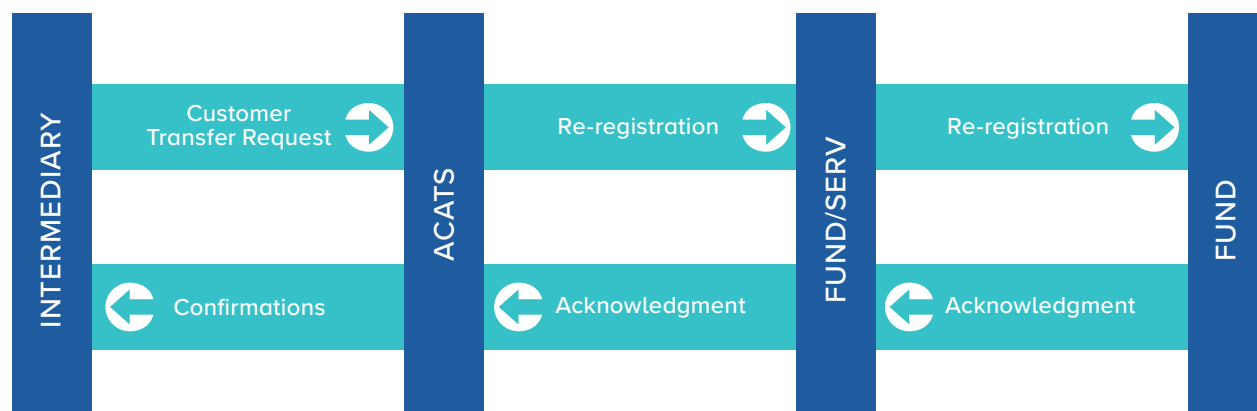 INTERMEDIARY
Customer
Transfer Request
Confirmations
ACATS
Re-registration
Acknowledgment
FUND/SERV
Re-registration
Acknowledgment
FUND